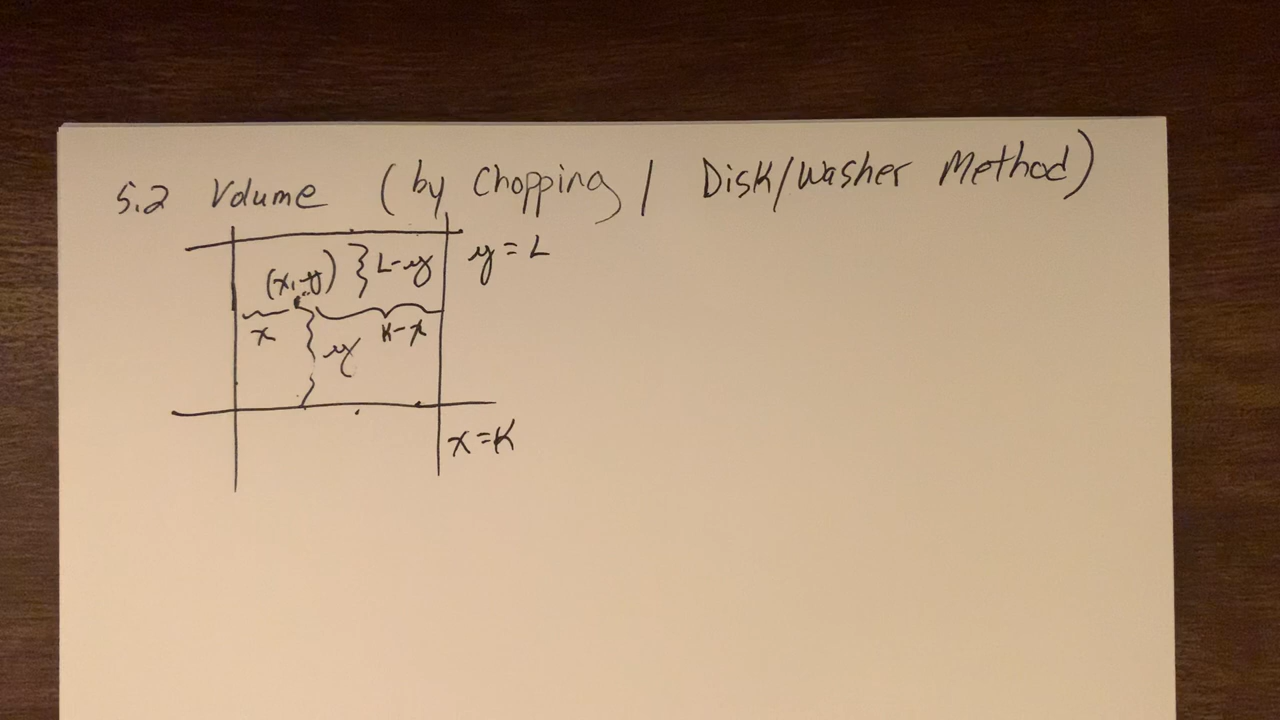 5.2 Volume (by Chopping / Disk/Washer Method)
(x,y) } L-y y = L
x K-x
y
x=K